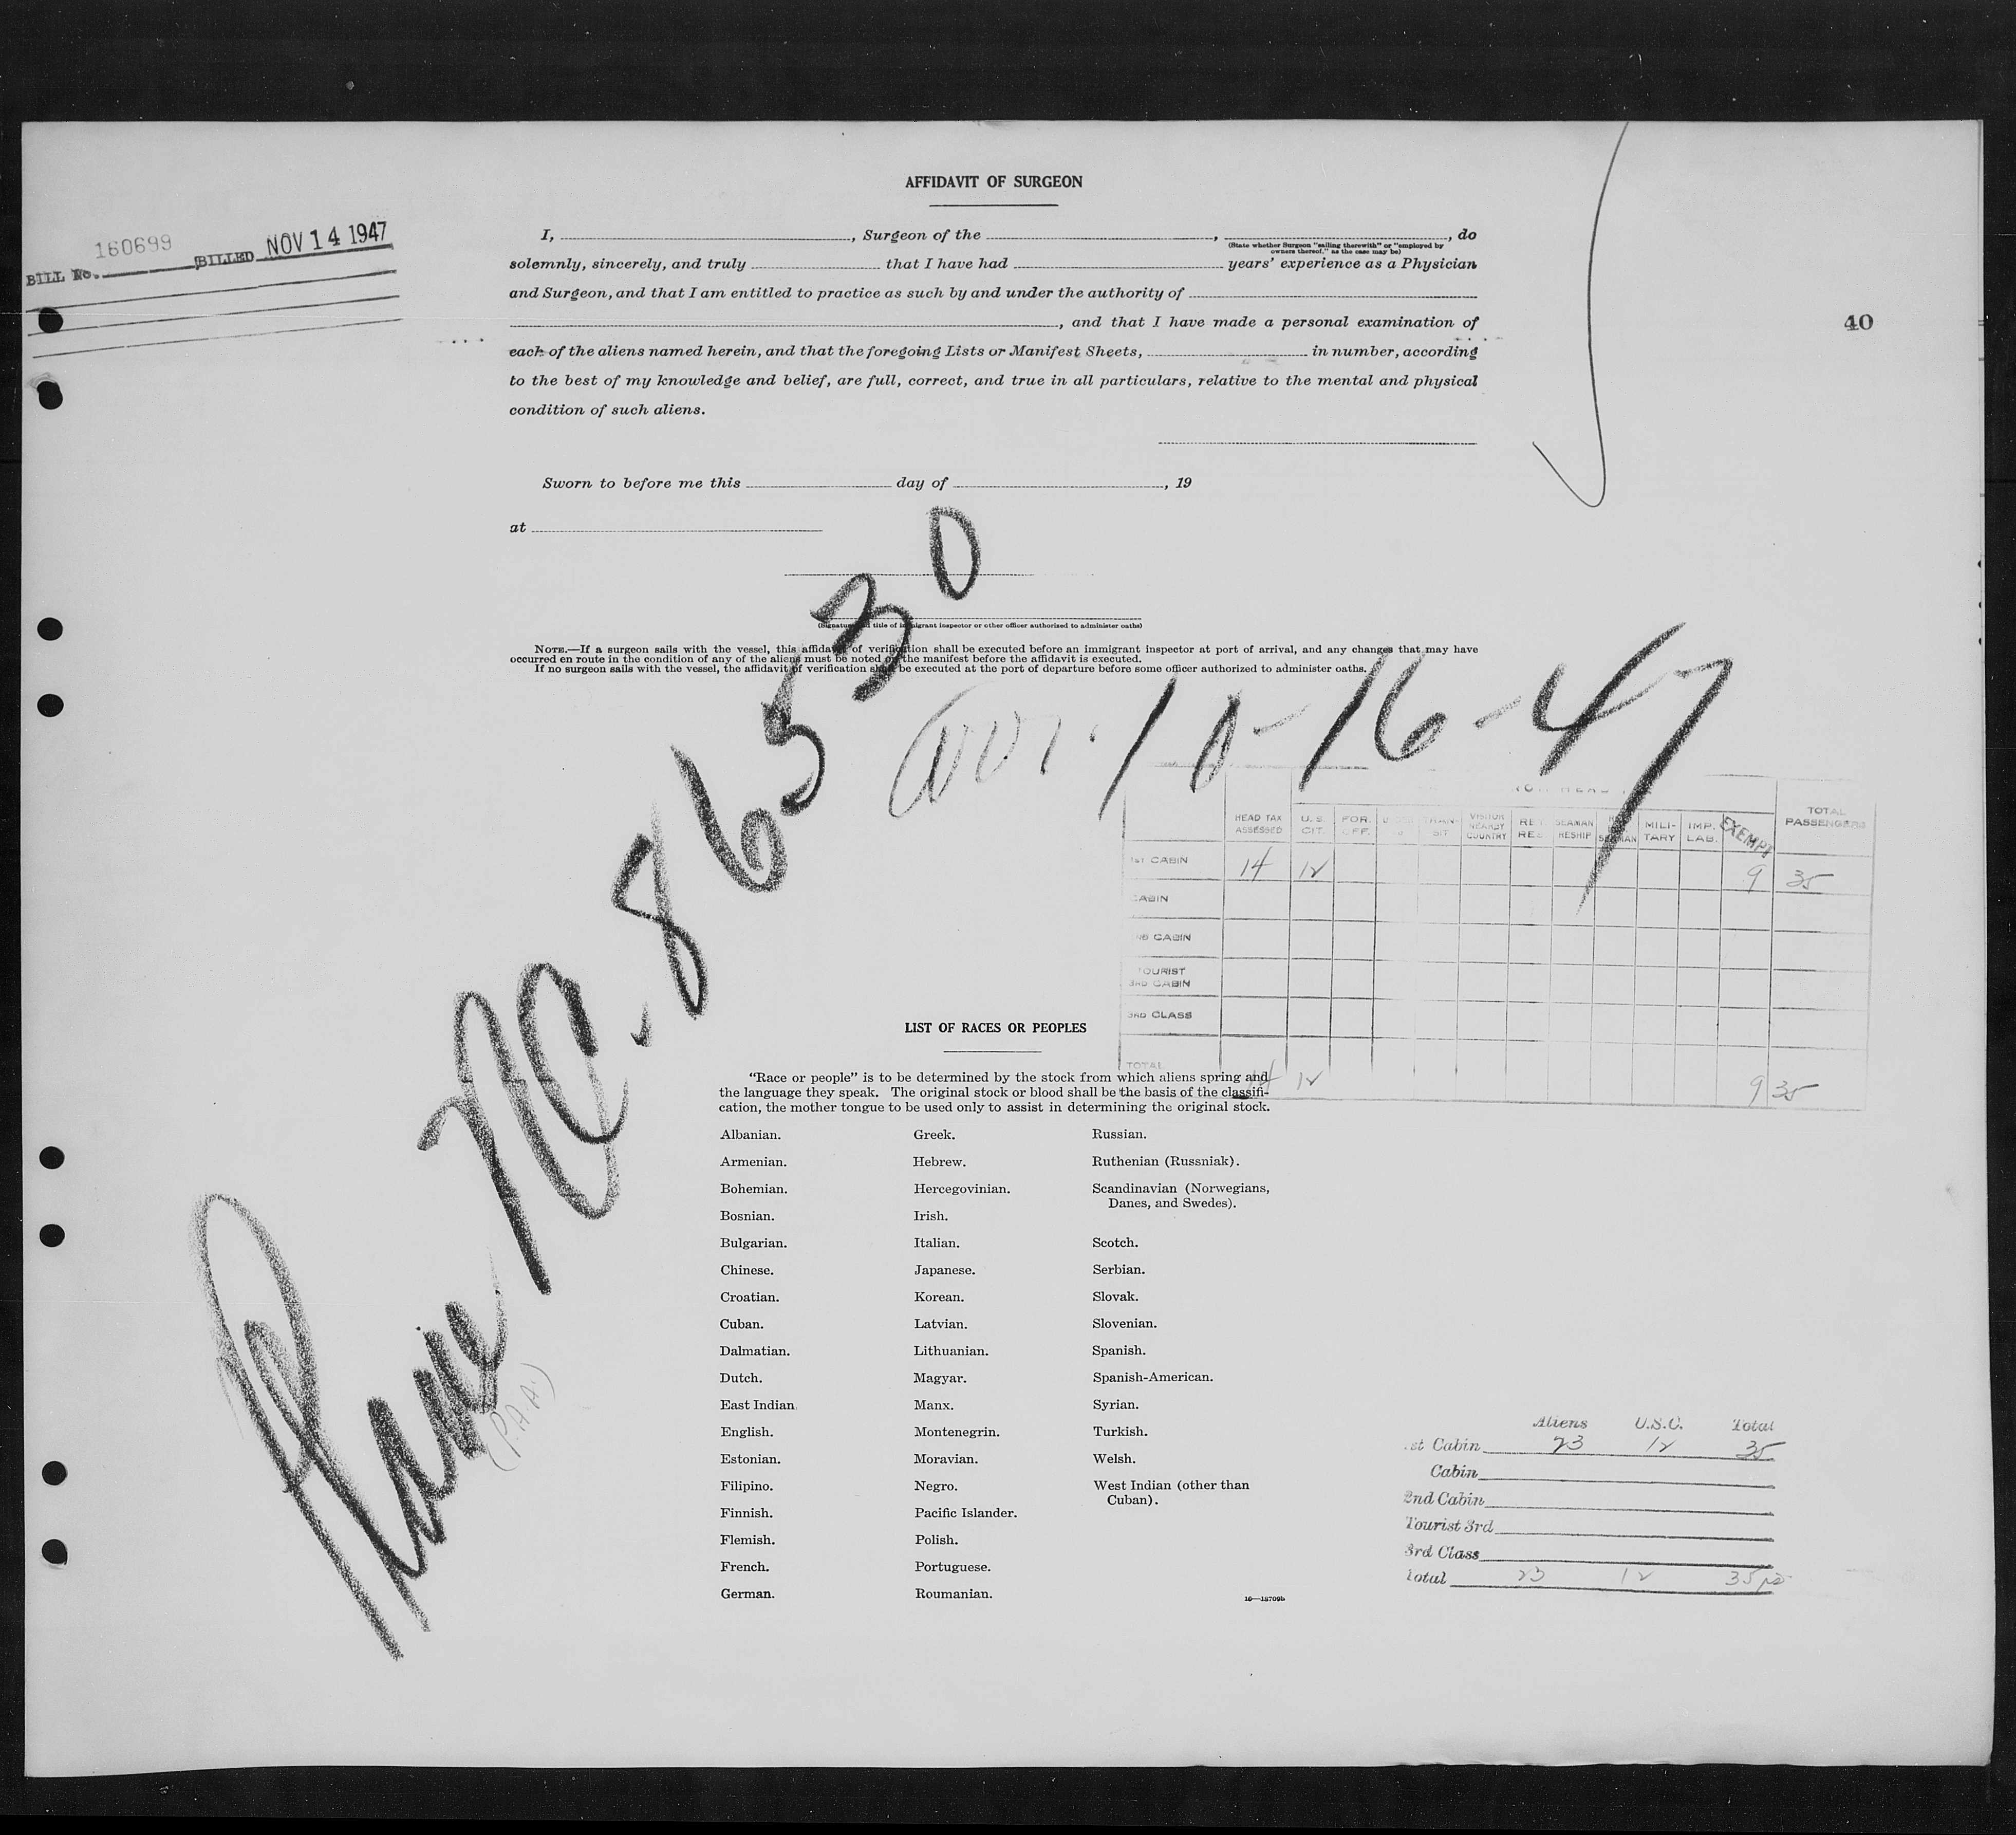 AFFIDAVIT OF SURGEON
160699
BILL No. BILLED NOV 14 1947
I, , Surgeon of the , , do
(State whether Surgeon "sailing therewith" or "employed by
owners thereof," as the case may be)
solemnly, sincerely, and truly that I have had years' experience as a Physician
and Surgeon, and that I am entitled to practice as such by and under the authority of
, and that I have made a personal examination of
40
each of the aliens named herein, and that the foregoing Lists or Manifest Sheets, in number, according
to the best of my knowledge and belief, are full, correct, and true in all particulars, relative to the mental and physical
condition of such aliens.
Sworn to before me this day of , 19
at
(Signature and title of immigrant inspector or other officer authorized to administer oaths)
NOTE.—If a surgeon sails with the vessel, this affidavit of verification shall be executed before an immigrant inspector at port of arrival, and any changes that may have
occurred en route in the condition of any of the aliens must be noted on the manifest before the affidavit is executed.
If no surgeon sails with the vessel, the affidavit of verification shall be executed at the port of departure before some officer authorized to administer oaths.
Plane NC. 86530
(P.A.A.)
arr. 10-16-47
HEAD TAX ASSESSED U.S. CIT. FOR. OFF. TRANSIT VISITOR NEARBY COUNTRY MILITARY IMP. LAB. EXEMPT TOTAL PASSENGERS
1st CABIN 14 12 9 35
CABIN
2ND CABIN
TOURIST
3RD CABIN
3RD CLASS
TOTAL 14 12 9 35
LIST OF RACES OR PEOPLES
"Race or people" is to be determined by the stock from which aliens spring and
the language they speak. The original stock or blood shall be the basis of the classifi-
cation, the mother tongue to be used only to assist in determining the original stock.
Albanian. Greek. Russian.
Armenian. Hebrew. Ruthenian (Russniak).
Bohemian. Hercegovinian. Scandinavian (Norwegians,
Danes, and Swedes).
Bosnian. Irish.
Bulgarian. Italian. Scotch.
Chinese. Japanese. Serbian.
Croatian. Korean. Slovak.
Cuban. Latvian. Slovenian.
Dalmatian. Lithuanian. Spanish.
Dutch. Magyar. Spanish-American.
East Indian Manx. Syrian.
English. Montenegrin. Turkish.
Estonian. Moravian. Welsh.
Filipino. Negro. West Indian (other than
Cuban).
Finnish. Pacific Islander.
Flemish. Polish.
French. Portuguese.
German. Roumanian.
16—18709b
Aliens U.S.C. Total
1st Cabin 23 12 35
Cabin
2nd Cabin
Tourist 3rd
3rd Class
Total 23 12 35